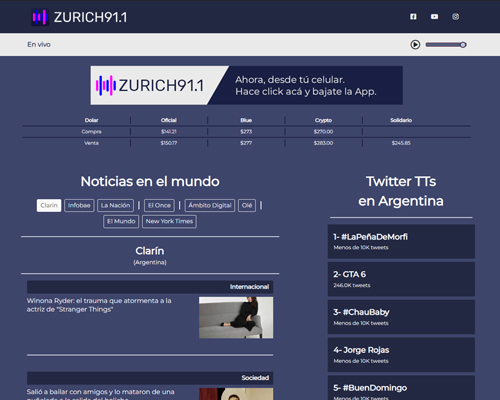 ZURICH91.1
En vivo
ZURICH91.1
Ahora, desde tú celular.
Hace click acá y bajate la App.
Dolar Oficial Blue Crypto Solidario
Compra $141.21 $273 $270.00
Venta $150.17 $277 $283.00 $245.85
Noticias en el mundo
Clarín Infobae La Nación | El Once | Ámbito Digital Olé |
El Mundo New York Times
Clarín
(Argentina)
Internacional
Winona Ryder: el trauma que atormenta a la
actriz de "Stranger Things"
Sociedad
Salió a bailar con amigos y lo mataron de una
Twitter TTs
en Argentina
1- #LaPeñaDeMorfi
Menos de 10K tweets
2- GTA 6
246.0K tweets
3- #ChauBaby
Menos de 10K tweets
4- Jorge Rojas
Menos de 10K tweets
5- #BuenDomingo
Menos de 10K tweets